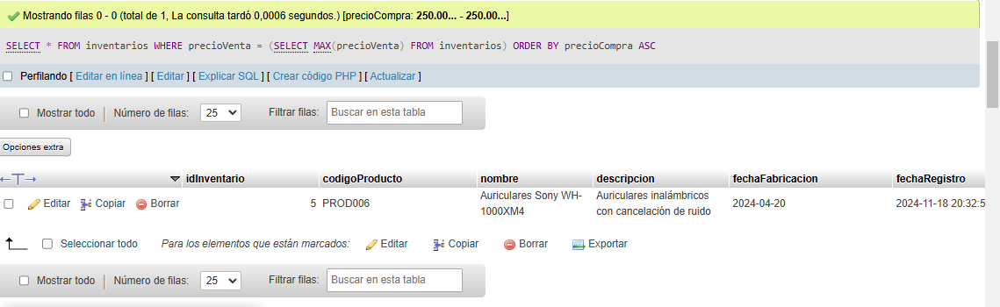 Mostrando filas 0 - 0 (total de 1, La consulta tardó 0,0006 segundos.) [precioCompra: 250.00... - 250.00...]
SELECT * FROM inventarios WHERE precioVenta = (SELECT MAX(precioVenta) FROM inventarios) ORDER BY precioCompra ASC
Perfilando [ Editar en línea ] [ Editar ] [ Explicar SQL ] [ Crear código PHP ] [ Actualizar ]
Mostrar todo | Número de filas: 25 Filtrar filas: Buscar en esta tabla
Opciones extra
←T→ idInventario codigoProducto nombre descripcion fechaFabricacion fechaRegistro
Editar Copiar Borrar 5 PROD006 Auriculares Sony WH-1000XM4 Auriculares inalámbricos con cancelación de ruido 2024-04-20 2024-11-18 20:32:5
Seleccionar todo Para los elementos que están marcados: Editar Copiar Borrar Exportar
Mostrar todo | Número de filas: 25 Filtrar filas: Buscar en esta tabla